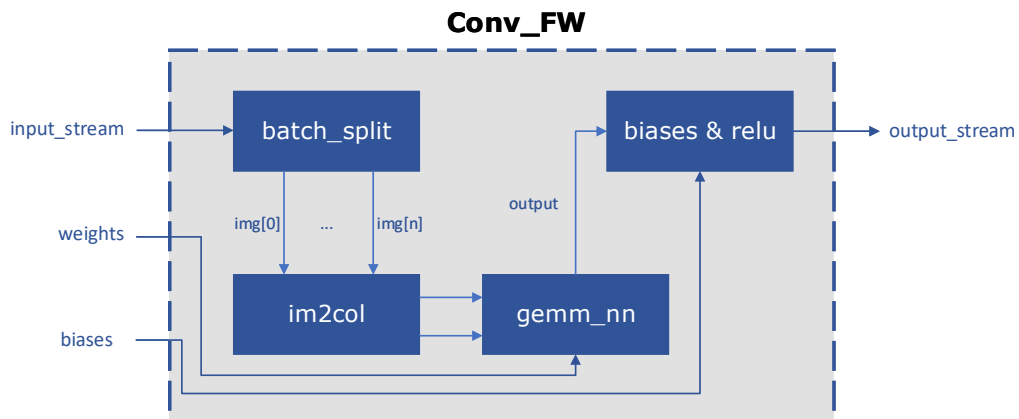 Conv_FW
input_stream
batch_split
biases & relu
output_stream
img[0]
...
img[n]
output
weights
im2col
gemm_nn
biases